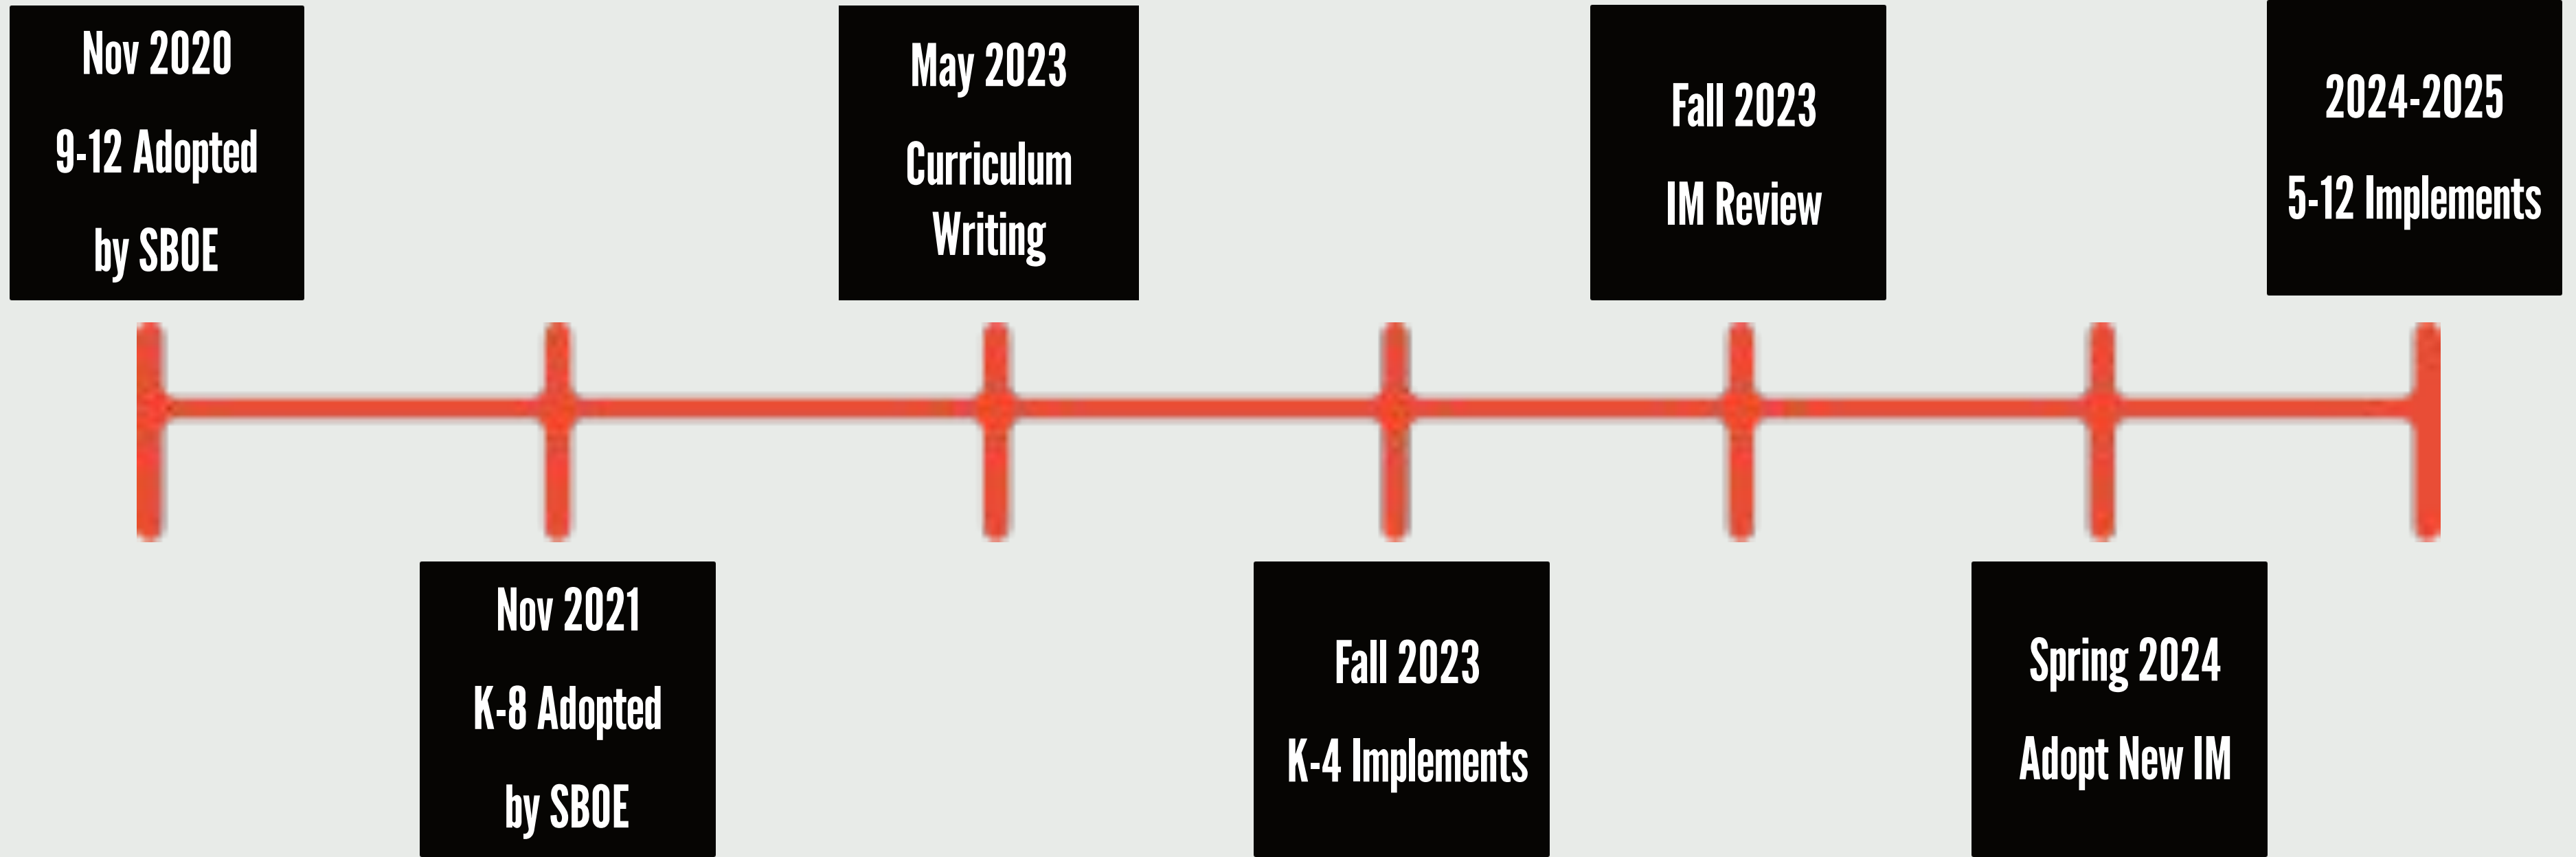 Nov 2020
9-12 Adopted
by SBOE
Nov 2021
K-8 Adopted
by SBOE
May 2023
Curriculum
Writing
Fall 2023
K-4 Implements
Fall 2023
IM Review
Spring 2024
Adopt New IM
2024-2025
5-12 Implements